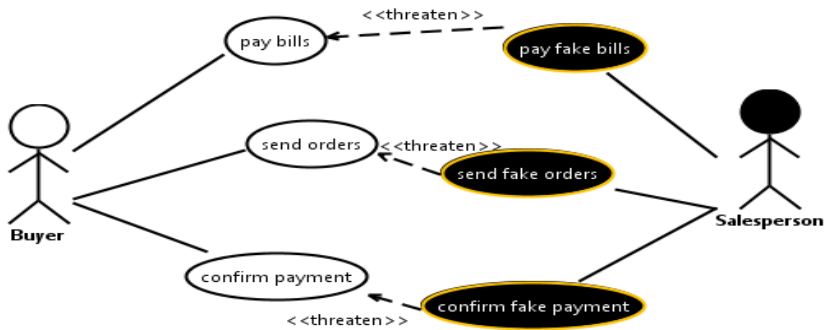 <<threaten>>
pay bills
pay fake bills
send orders
<<threaten>>
send fake orders
Buyer
Salesperson
confirm payment
confirm fake payment
<<threaten>>